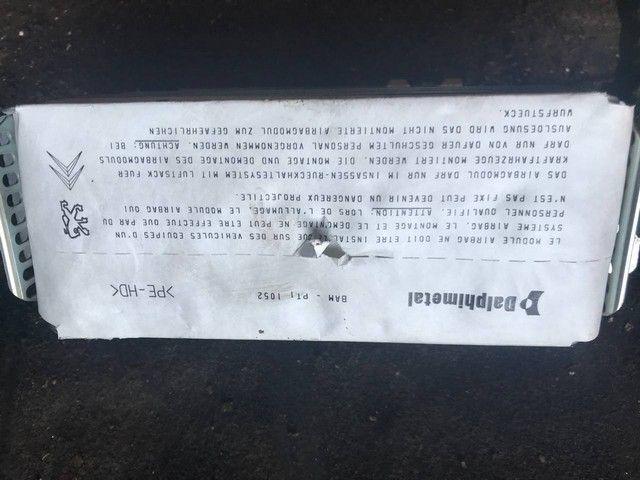 Dalphimetal
BAM - PT1 1052
>PE-HD<
LE MODULE AIRBAG NE DOIT ETRE INSTALLE QUE SUR DES VEHICULES EQUIPES D'UN
SYSTEME AIRBAG. LE MONTAGE ET LE DEMONTAGE NE PEUT ETRE EFFECTUE QUE PAR DU
PERSONNEL QUALIFIE. ATTENTION: LORS DE L'ALLUMAGE, LE MODULE AIRBAG QUI
N'EST PAS FIXE PEUT DEVENIR UN DANGEREUX PROJECTILE.
DAS AIRBAGMODUL DARF NUR IM INSASSEN-RUECKHALTESYSTEM MIT LUFTSACK FUER
KRAFTFAHRZEUGE MONTIERT WERDEN. DIE MONTAGE UND DEMONTAGE DES AIRBAGMODULS
DARF NUR VON DAFUER GESCHULTEM PERSONAL VORGENOMMEN WERDEN. ACHTUNG: BEI
AUSLOESUNG WIRD DAS NICHT MONTIERTE AIRBAGMODUL ZUM GEFAEHRLICHEN
WURFSTUECK.